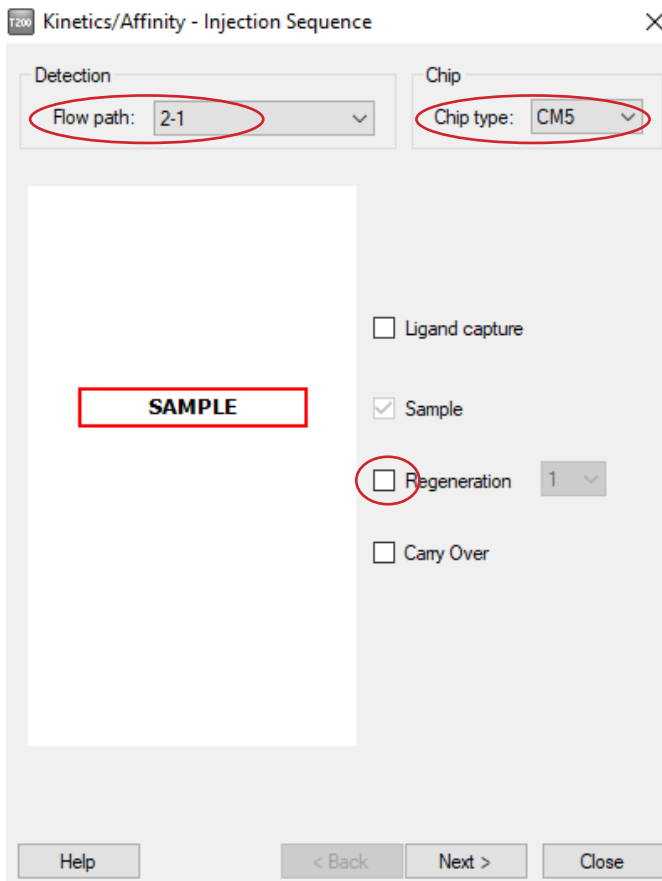 T200 Kinetics/Affinity - Injection Sequence
Detection
Flow path: 2-1
Chip
Chip type: CM5
Ligand capture
SAMPLE
Sample
Regeneration 1
Carry Over
Help < Back Next > Close